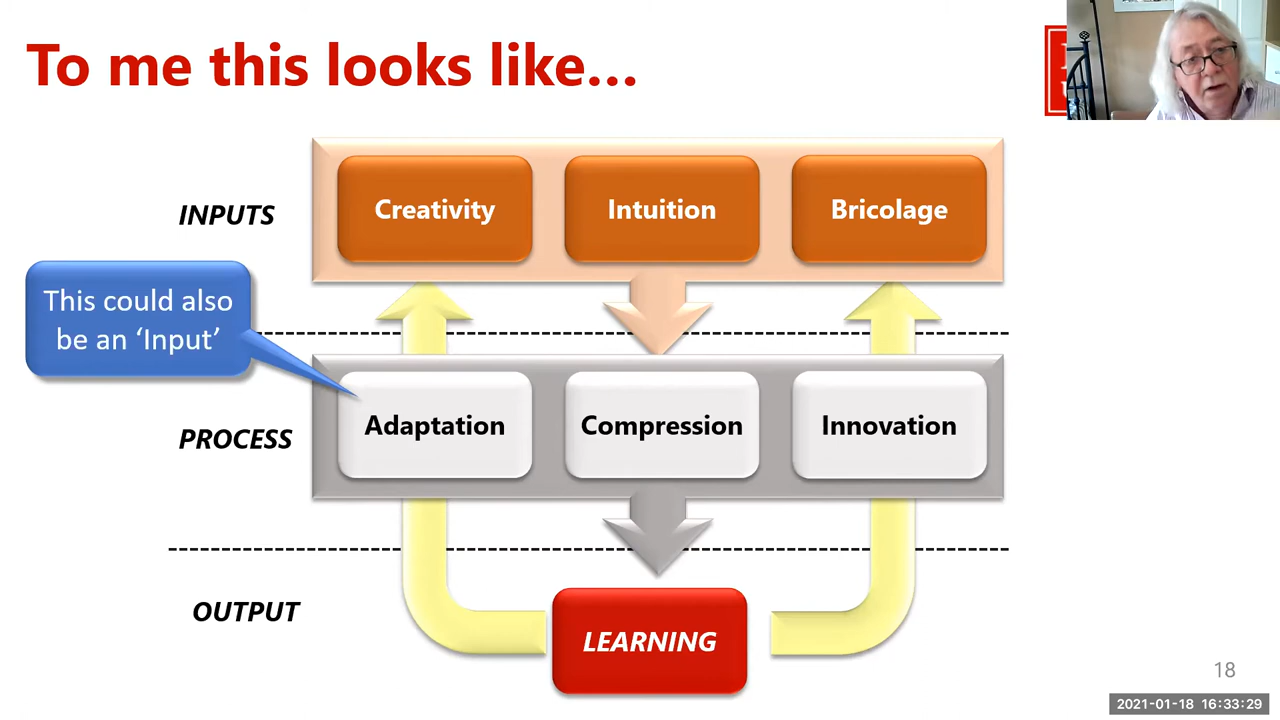 To me this looks like...
INPUTS
Creativity
Intuition
Bricolage
This could also
be an ‘Input’
PROCESS
Adaptation
Compression
Innovation
OUTPUT
LEARNING
18
2021-01-18 16:33:29